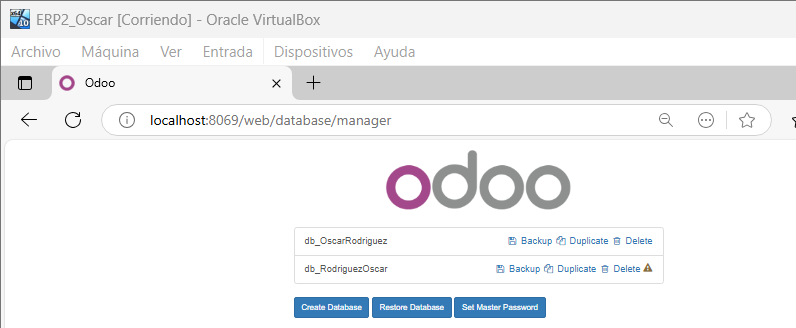 ERP2_Oscar [Corriendo] - Oracle VirtualBox
Archivo Máquina Ver Entrada Dispositivos Ayuda
Odoo
localhost:8069/web/database/manager
odoo
db_OscarRodriguez Backup Duplicate Delete
db_RodriguezOscar Backup Duplicate Delete
Create Database Restore Database Set Master Password